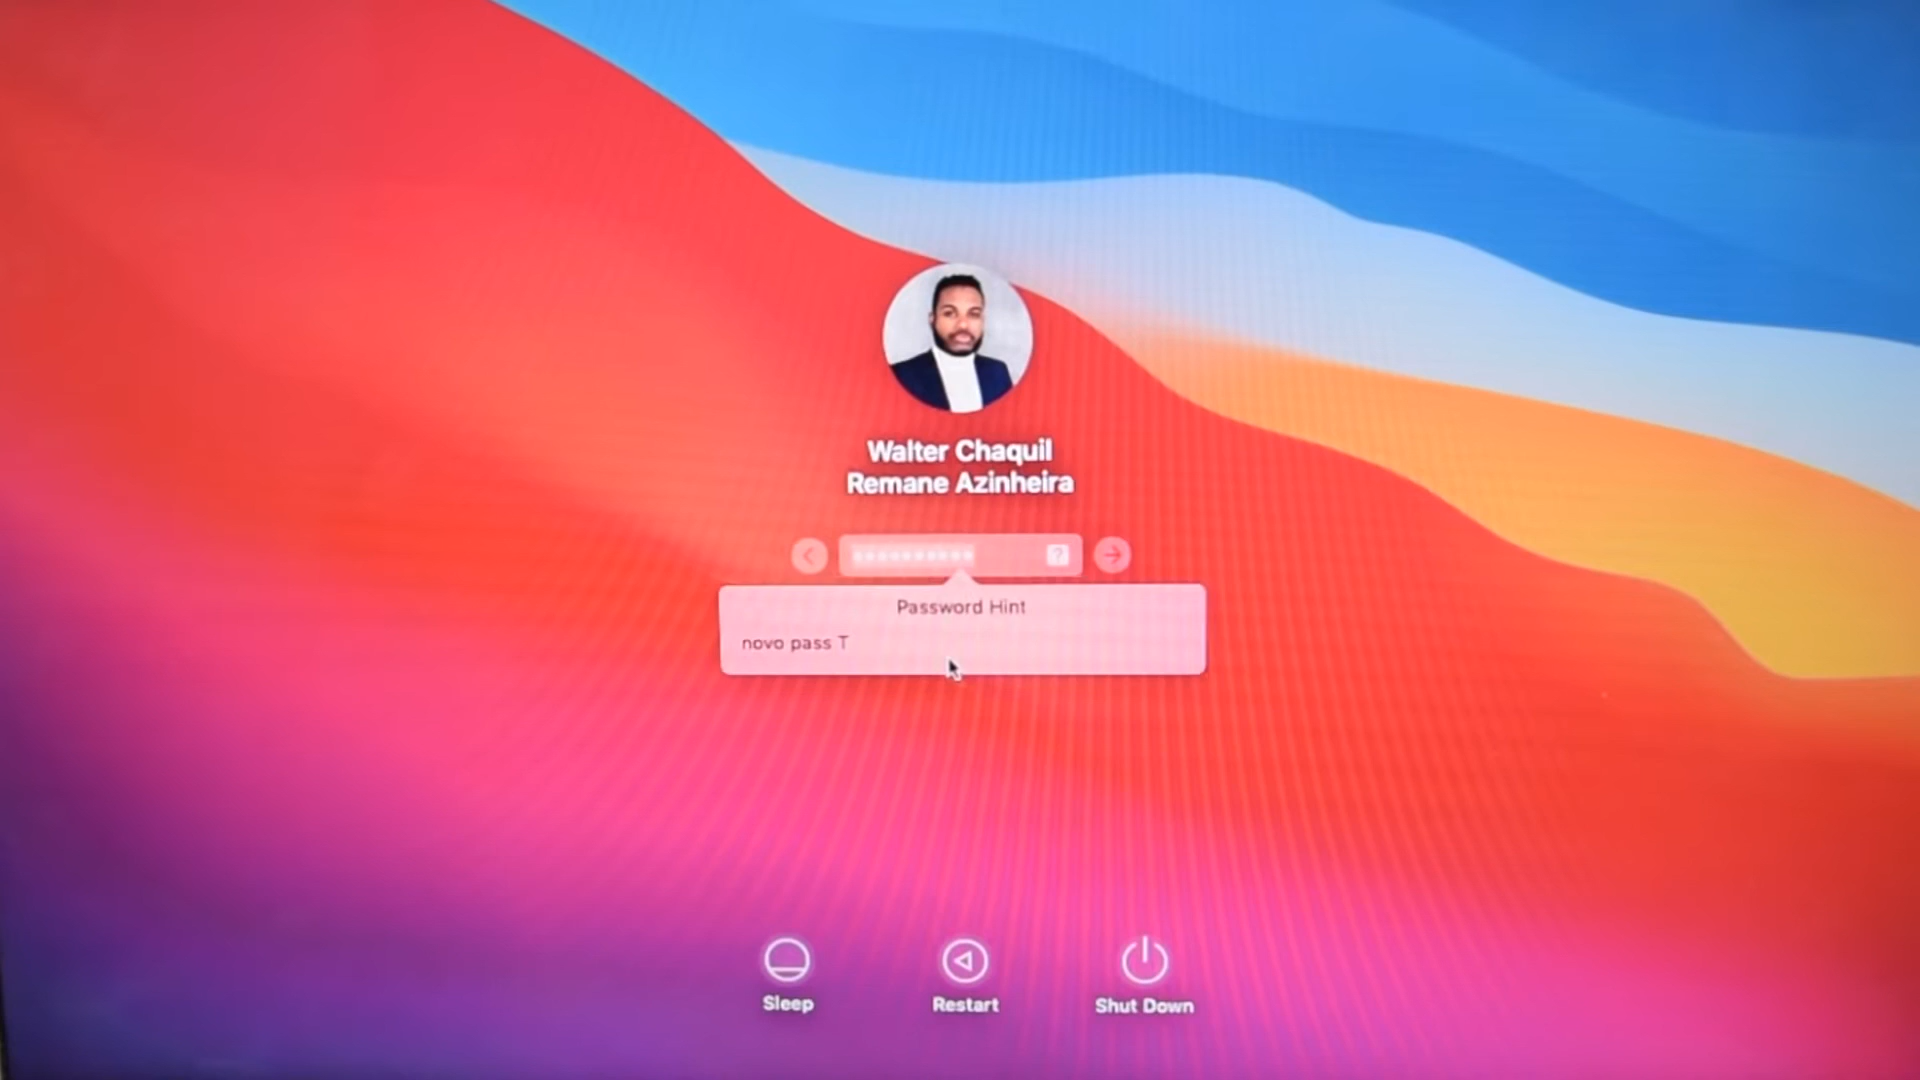 Walter Chaquil
Remane Azinheira
?
Password Hint
novo pass T
Sleep
Restart
Shut Down